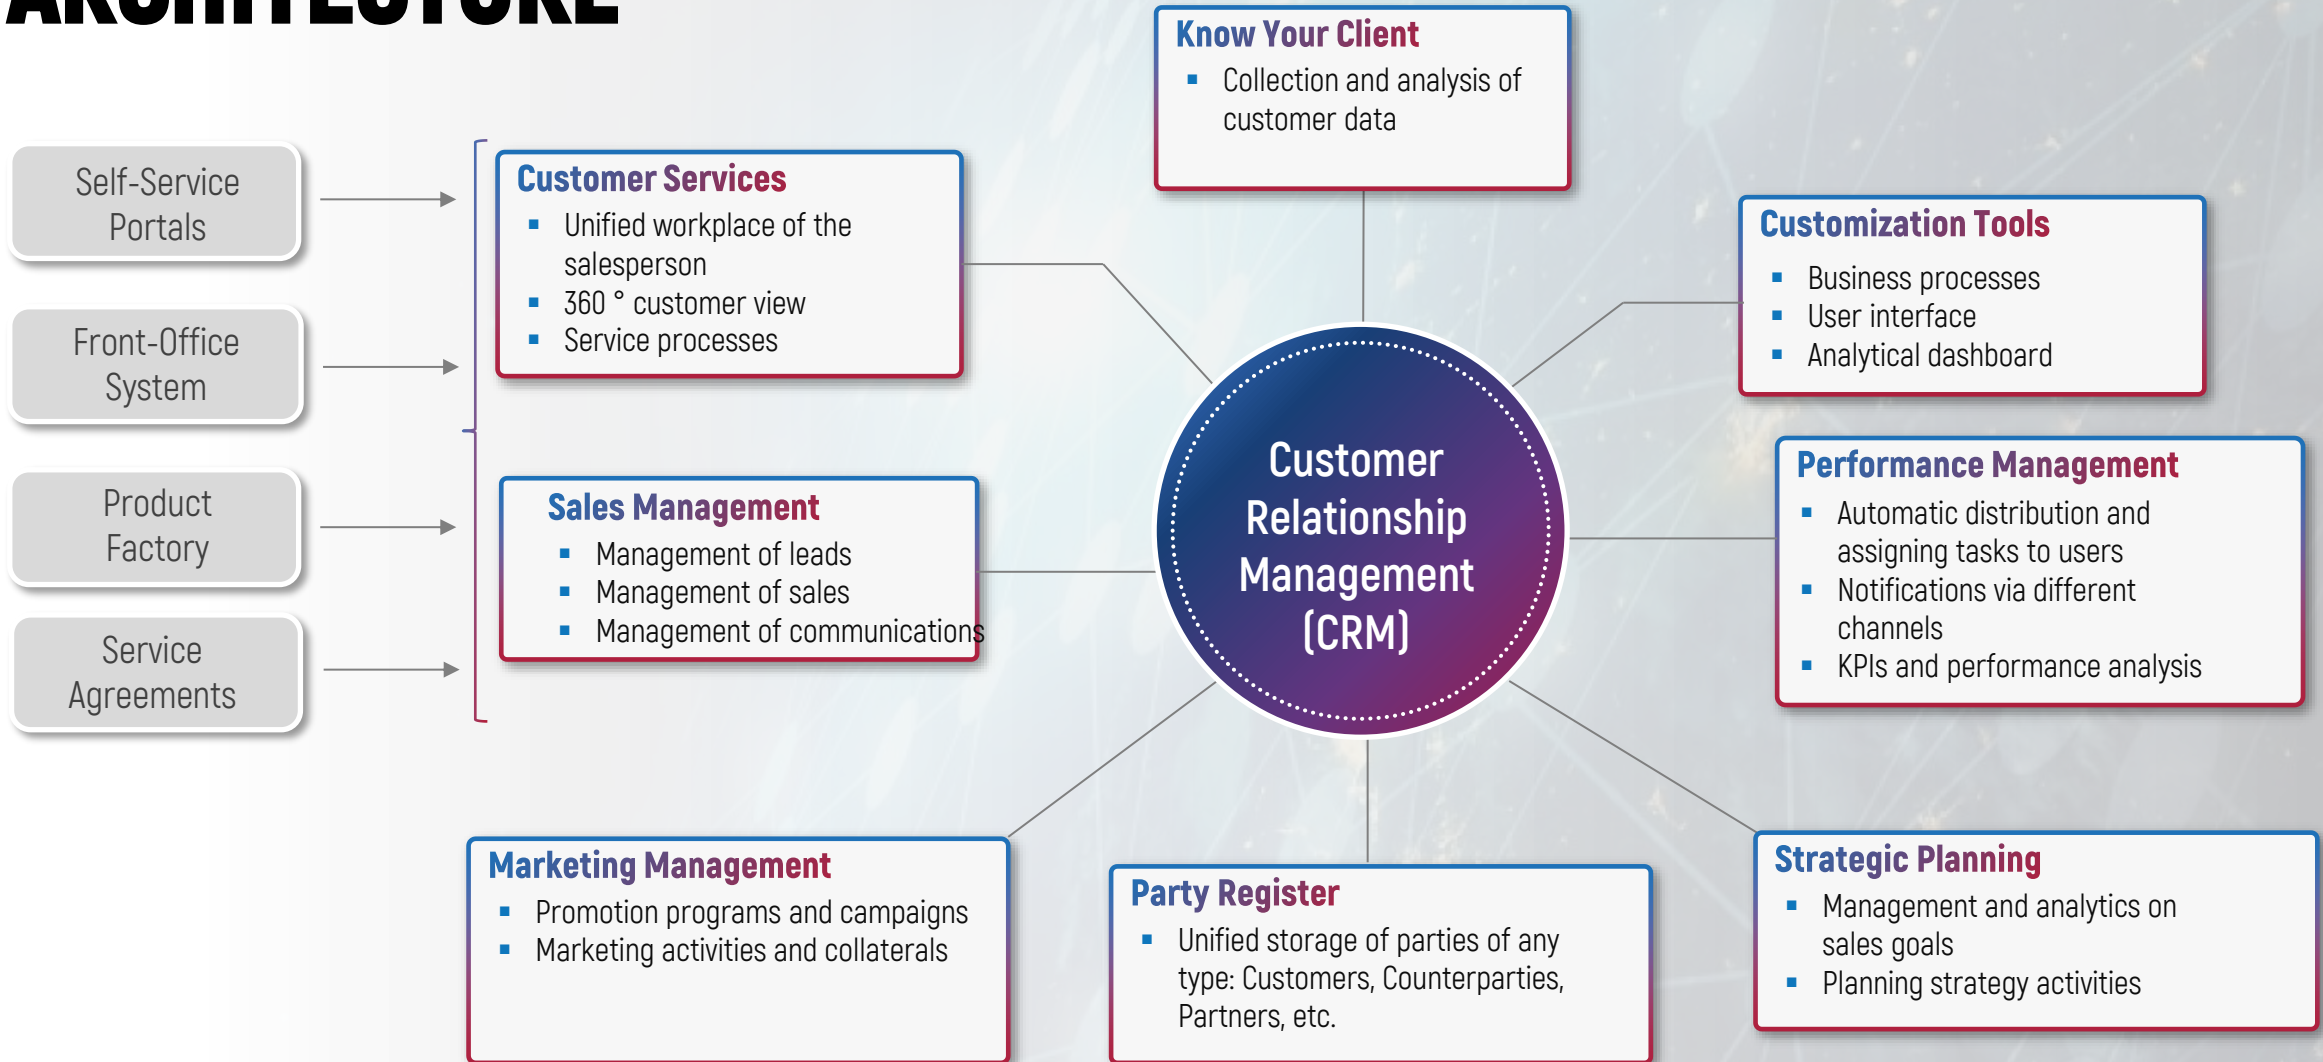 ARCHITECTURE
Self-Service
Portals
Front-Office
System
Product
Factory
Service
Agreements
Customer Services
▪ Unified workplace of the
salesperson
▪ 360 ° customer view
▪ Service processes
Sales Management
▪ Management of leads
▪ Management of sales
▪ Management of communications
Know Your Client
▪ Collection and analysis of
customer data
Customer
Relationship
Management
(CRM)
Customization Tools
▪ Business processes
▪ User interface
▪ Analytical dashboard
Performance Management
▪ Automatic distribution and
assigning tasks to users
▪ Notifications via different
channels
▪ KPIs and performance analysis
Marketing Management
▪ Promotion programs and campaigns
▪ Marketing activities and collaterals
Party Register
▪ Unified storage of parties of any
type: Customers, Counterparties,
Partners, etc.
Strategic Planning
▪ Management and analytics on
sales goals
▪ Planning strategy activities